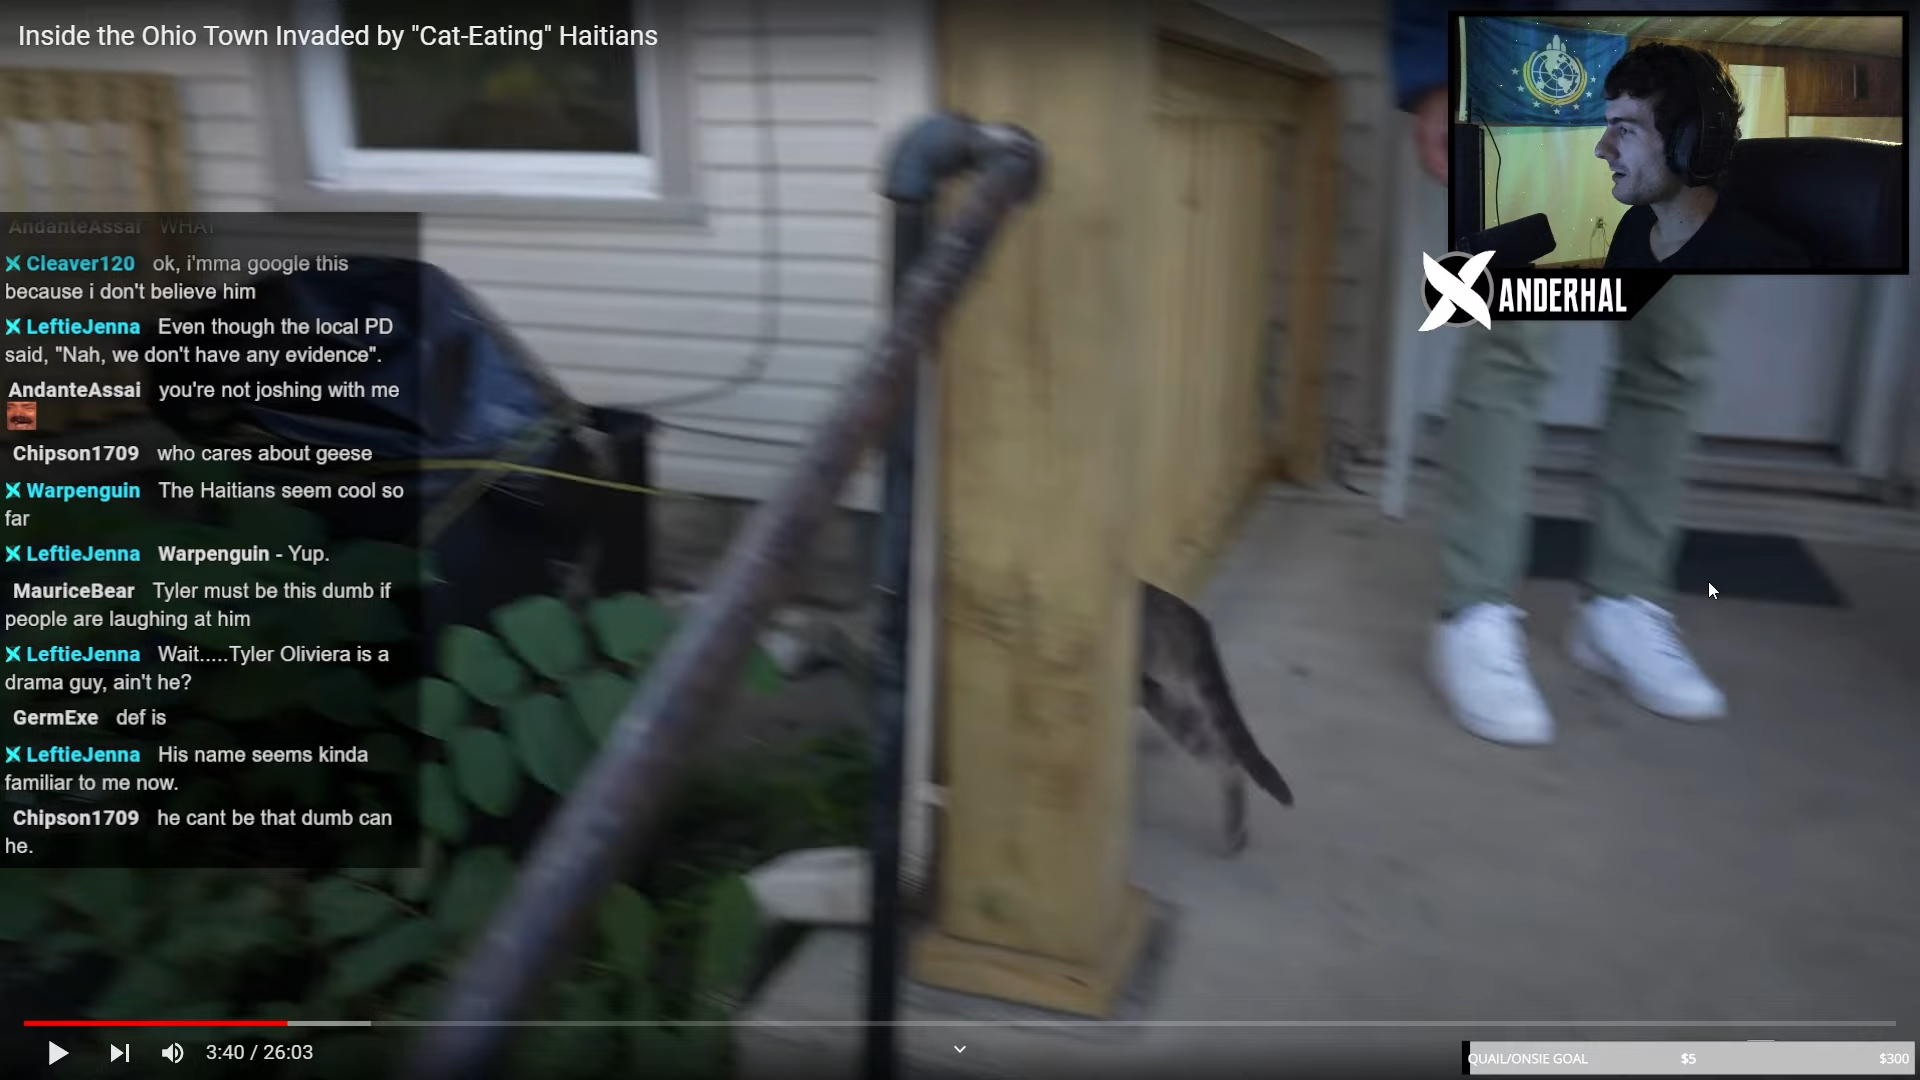 Inside the Ohio Town Invaded by "Cat-Eating" Haitians
AndanteAssai WHAT
Cleaver120 ok, i'mma google this
because i don't believe him
LeftieJenna Even though the local PD
said, "Nah, we don't have any evidence".
AndanteAssai you're not joshing with me
Chipson1709 who cares about geese
Warpenguin The Haitians seem cool so
far
LeftieJenna Warpenguin - Yup.
MauriceBear Tyler must be this dumb if
people are laughing at him
LeftieJenna Wait.....Tyler Oliviera is a
drama guy, ain't he?
GermExe def is
LeftieJenna His name seems kinda
familiar to me now.
Chipson1709 he cant be that dumb can
he.
ANDERHAL
3:40 / 26:03
QUAIL/ONSIE GOAL $5 $300